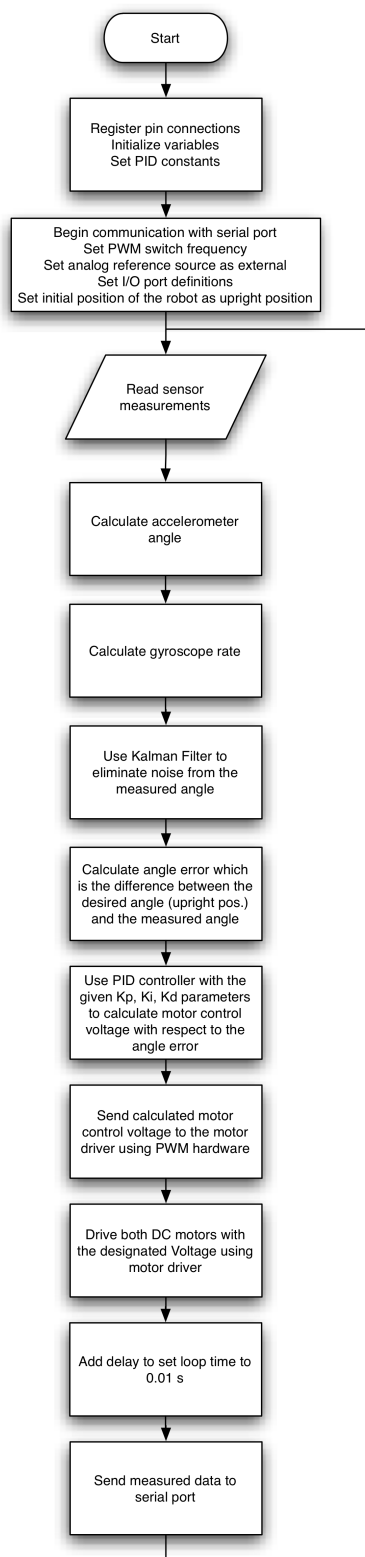 Start
Register pin connections
Initialize variables
Set PID constants
Begin communication with serial port
Set PWM switch frequency
Set analog reference source as external
Set I/O port definitions
Set initial position of the robot as upright position
Read sensor
measurements
Calculate accelerometer
angle
Calculate gyroscope rate
Use Kalman Filter to
eliminate noise from the
measured angle
Calculate angle error which
is the difference between the
desired angle (upright pos.)
and the measured angle
Use PID controller with the
given Kp, Ki, Kd parameters
to calculate motor control
voltage with respect to the
angle error
Send calculated motor
control voltage to the motor
driver using PWM hardware
Drive both DC motors with
the designated Voltage using
motor driver
Add delay to set loop time to
0.01 s
Send measured data to
serial port